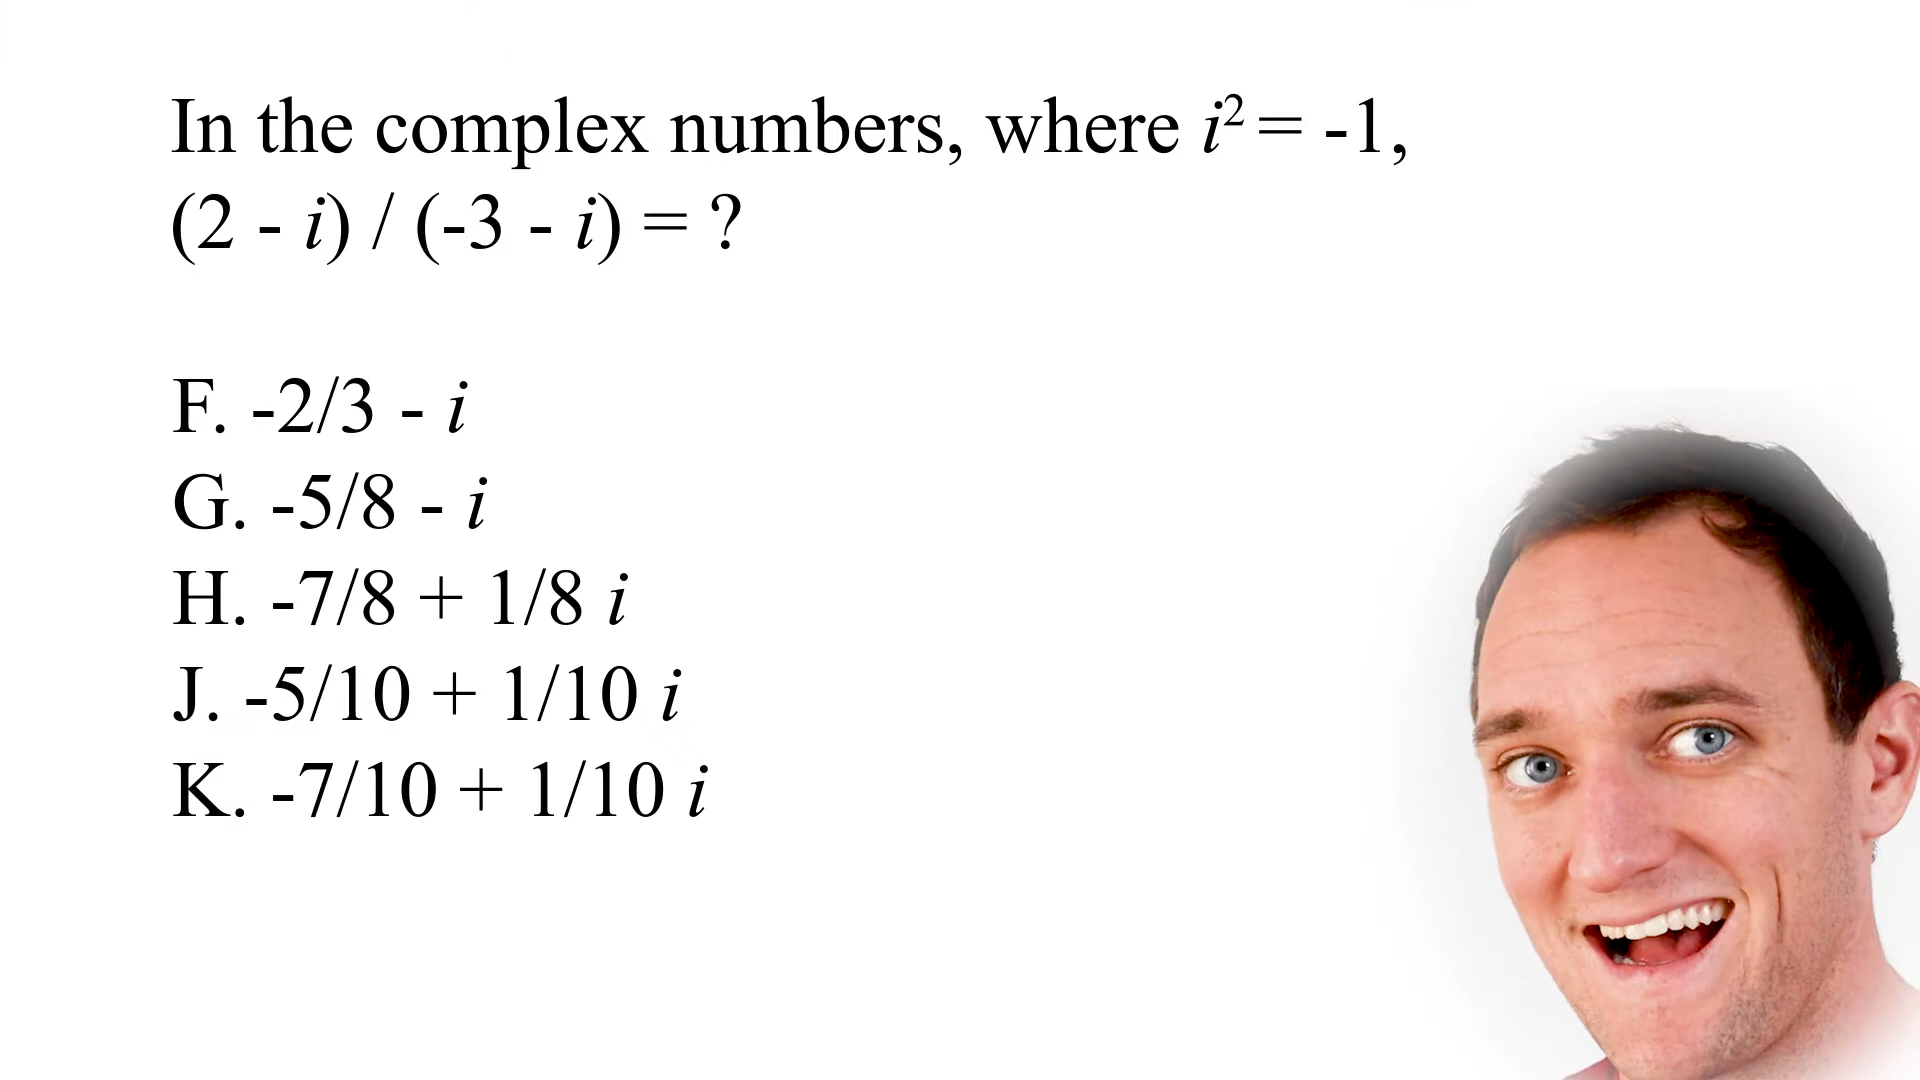 In the complex numbers, where i² = -1,
(2 - i) / (-3 - i) = ?
F. -2/3 - i
G. -5/8 - i
H. -7/8 + 1/8 i
J. -5/10 + 1/10 i
K. -7/10 + 1/10 i